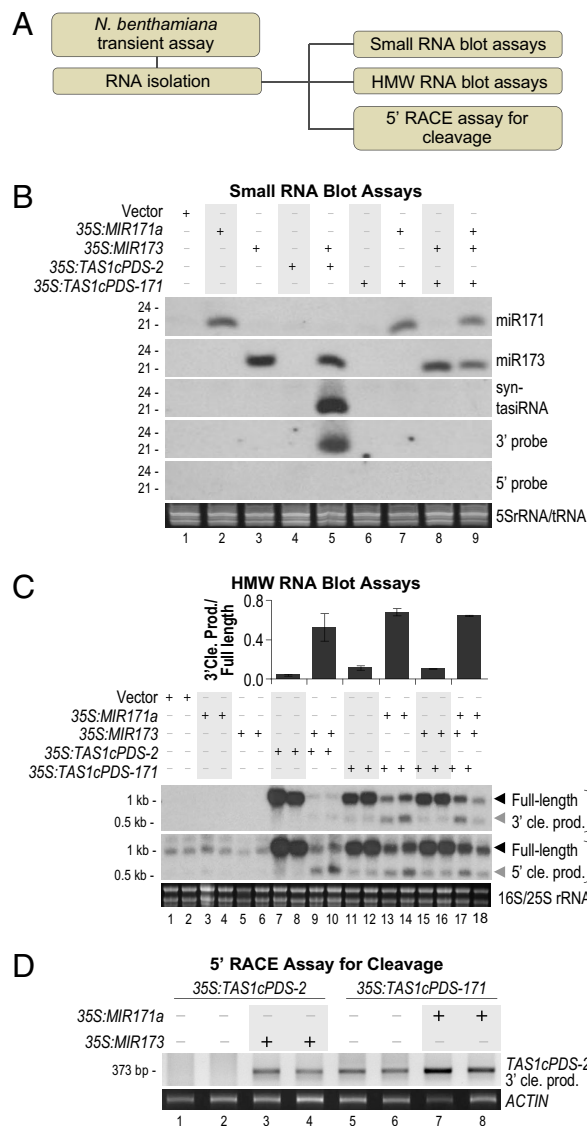 A
N. benthamiana
transient assay
RNA isolation
Small RNA blot assays
HMW RNA blot assays
5' RACE assay for
cleavage
B
Small RNA Blot Assays
Vector + – – – – – – – –
35S:MIR171a – + – – – – + – +
35S:MIR173 – – + – + – – + +
35S:TAS1cPDS-2 – – – + + – – – –
35S:TAS1cPDS-171 – – – – – + + + +
24 -
21 -
miR171
24 -
21 -
miR173
24 -
21 -
syn-
tasiRNA
24 -
21 -
3' probe
24 -
21 -
5' probe
5SrRNA/tRNA
1 2 3 4 5 6 7 8 9
C
HMW RNA Blot Assays
3'Cle. Prod./
Full length
0.8
0.4
0.0
Vector + + – – – – – – – – – – – – – – – –
35S:MIR171a – – + + – – – – – – – – + + – – + +
35S:MIR173 – – – – + + – – + + – – – – + + + +
35S:TAS1cPDS-2 – – – – – – + + + + – – – – – – – –
35S:TAS1cPDS-171 – – – – – – – – – – + + + + + + + +
1 kb -
Full-length
0.5 kb -
3' cle. prod.
1 kb -
Full-length
0.5 kb -
5' cle. prod.
16S/25S rRNA
1 2 3 4 5 6 7 8 9 10 11 12 13 14 15 16 17 18
D
5' RACE Assay for Cleavage
35S:TAS1cPDS-2 35S:TAS1cPDS-171
35S:MIR171a – – – – – – + +
35S:MIR173 – – + + – – – –
373 bp -
TAS1cPDS-2
3' cle. prod.
ACTIN
1 2 3 4 5 6 7 8